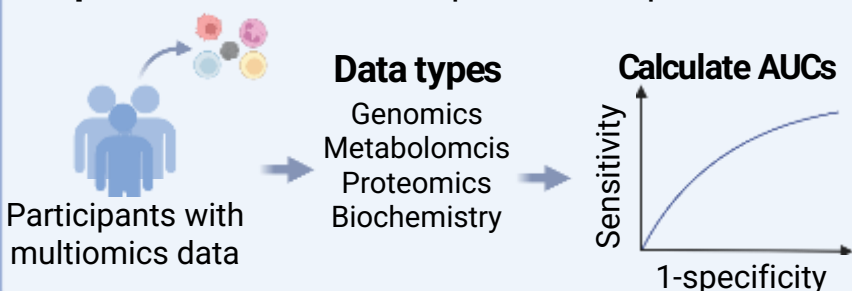 Data types
Calculate AUCs
Genomics
Metabolomcis
Proteomics
Biochemistry
Participants with
multiomics data
Sensitivity
1-specificity